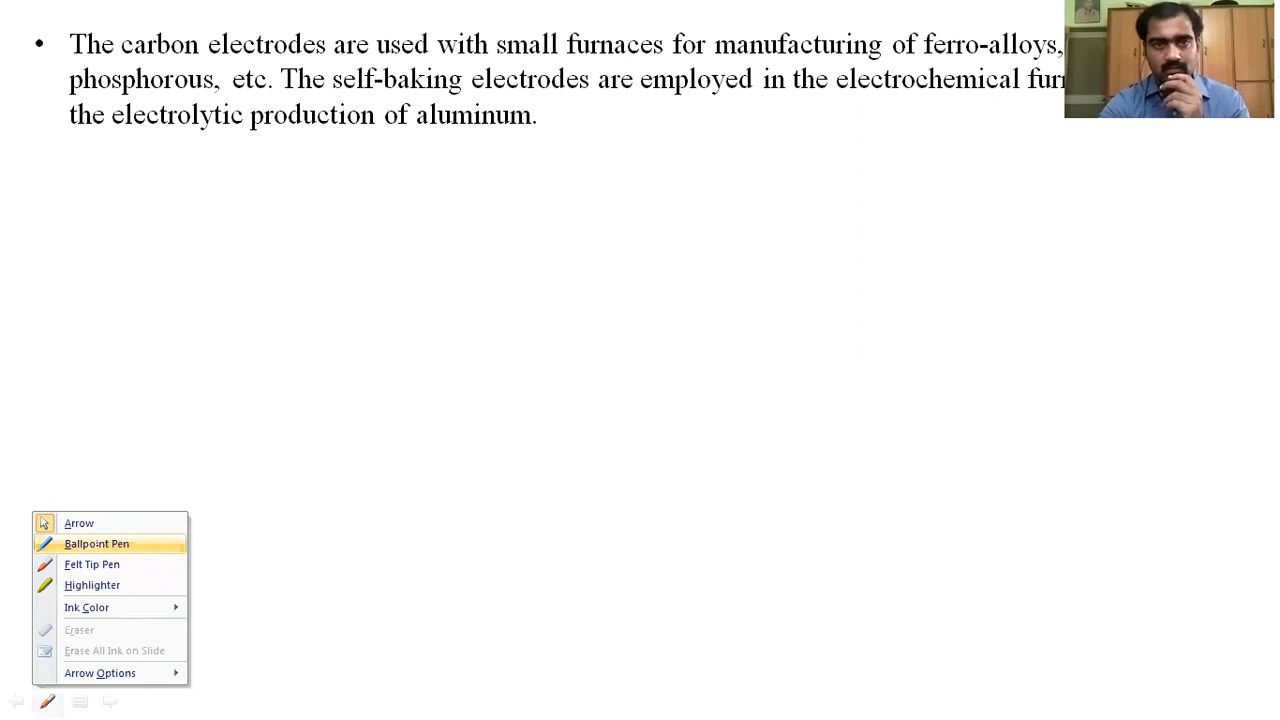 • The carbon electrodes are used with small furnaces for manufacturing of ferro-alloys,
phosphorous, etc. The self-baking electrodes are employed in the electrochemical
the electrolytic production of aluminum.
Arrow
Ballpoint Pen
Felt Tip Pen
Highlighter
Ink Color
Eraser
Erase All Ink on Slide
Arrow Options